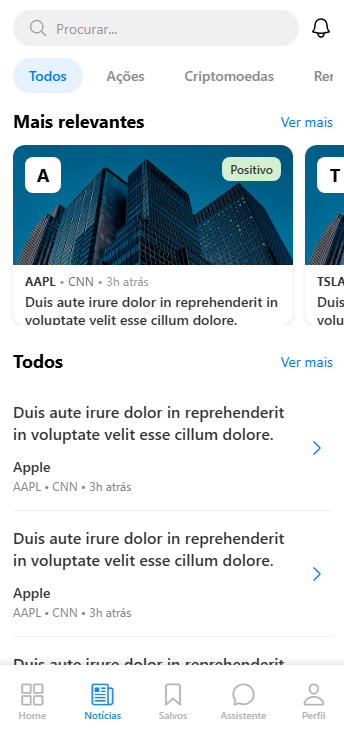 Procurar...
Todos
Ações
Criptomoedas
Ren
Mais relevantes
Ver mais
A
Positivo
T
AAPL • CNN • 3h atrás
TSLA
Duis aute irure dolor in reprehenderit in
voluptate velit esse cillum dolore.
Duis
volu
Todos
Ver mais
Duis aute irure dolor in reprehenderit
in voluptate velit esse cillum dolore.
Apple
AAPL • CNN • 3h atrás
Duis aute irure dolor in reprehenderit
in voluptate velit esse cillum dolore.
Apple
AAPL • CNN • 3h atrás
Duis aute irure dolor in reprehenderit
Home
Notícias
Salvos
Assistente
Perfil